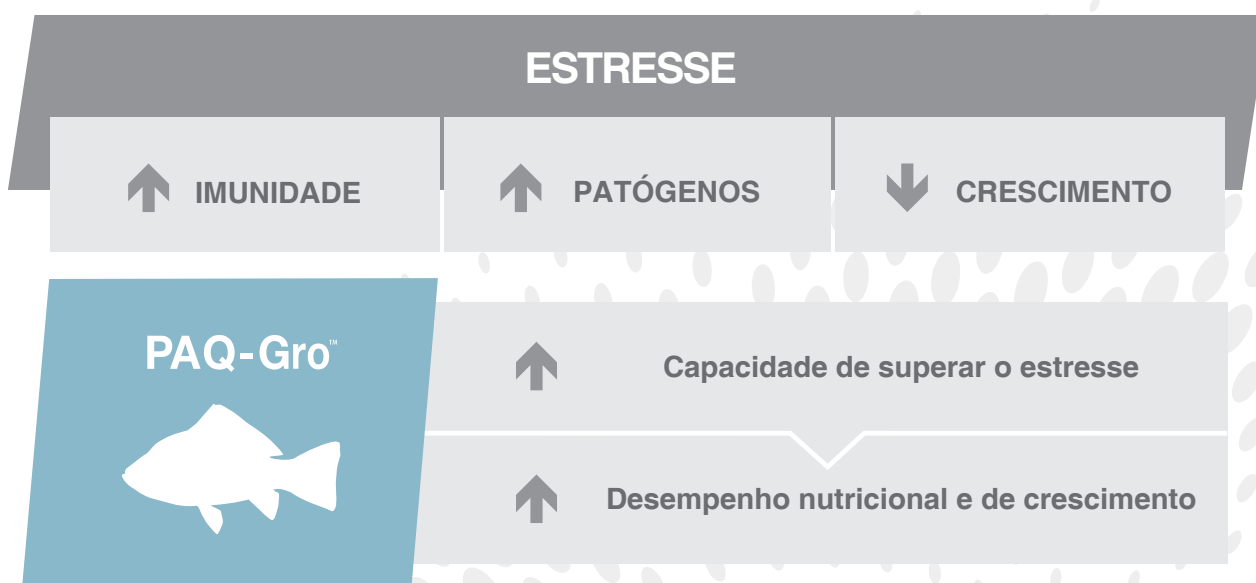 ESTRESSE
IMUNIDADE
PATÓGENOS
CRESCIMENTO
PAQ-Gro™
Capacidade de superar o estresse
Desempenho nutricional e de crescimento